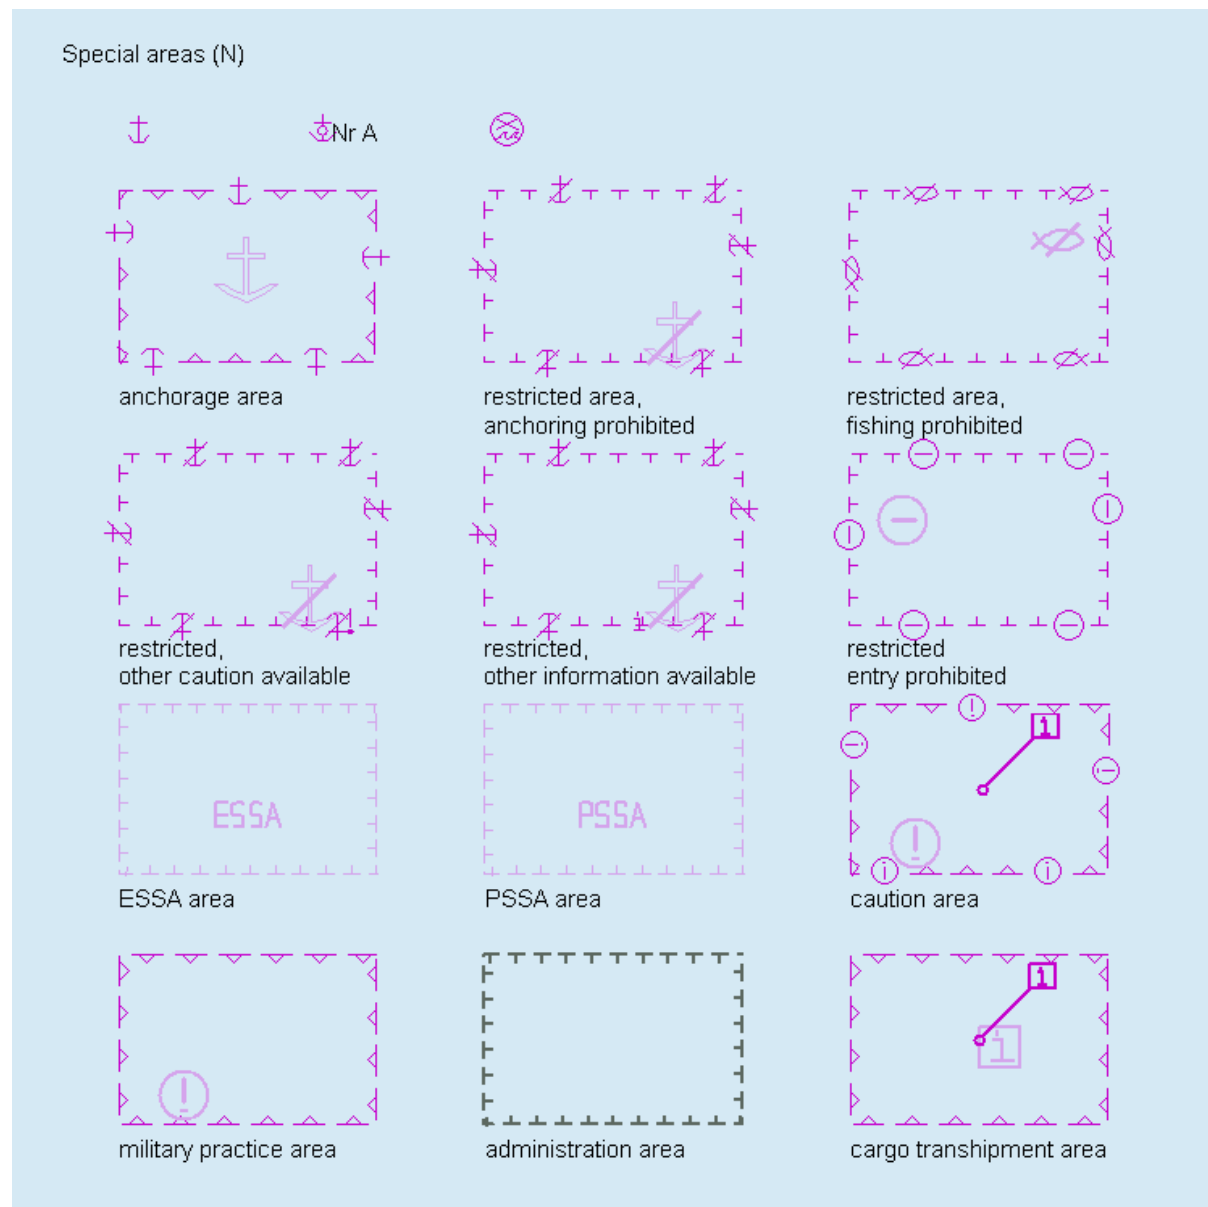 Special areas (N)
Nr A
anchorage area
restricted area,
anchoring prohibited
restricted area,
fishing prohibited
restricted,
other caution available
i
restricted,
other information available
restricted
entry prohibited
ESSA
ESSA area
PSSA
PSSA area
i
!
caution area
!
military practice area
administration area
i
i
cargo transhipment area